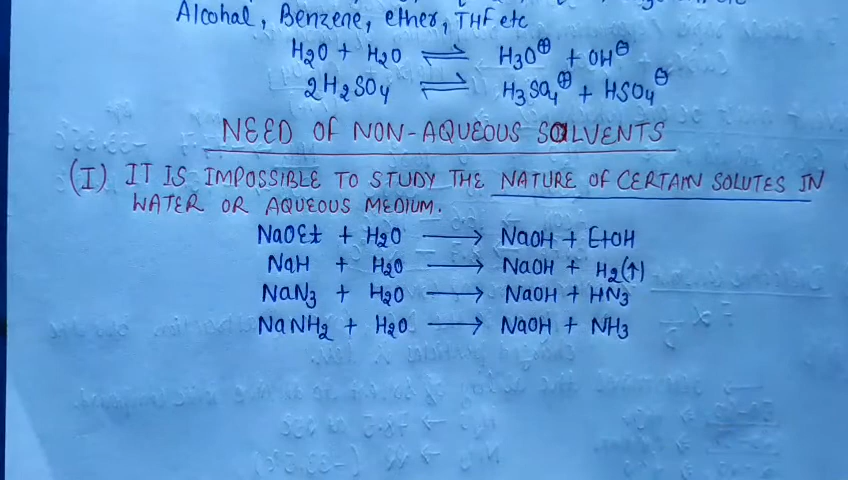 Alcohal, Benzene, ether, THF etc
H₂O + H₂O ⇌ H₃O⊕ + OH⊖
2H₂SO₄ ⇌ H₃SO₄⊕ + HSO₄⊖
NEED OF NON-AQUEOUS SOLVENTS
(I) IT IS IMPOSSIBLE TO STUDY THE NATURE OF CERTAIN SOLUTES IN
WATER OR AQUEOUS MEDIUM.
NaOEt + H₂O → NaOH + EtOH
NaH + H₂O → NaOH + H₂(↑)
NaN₃ + H₂O → NaOH + HN₃
NaNH₂ + H₂O → NaOH + NH₃